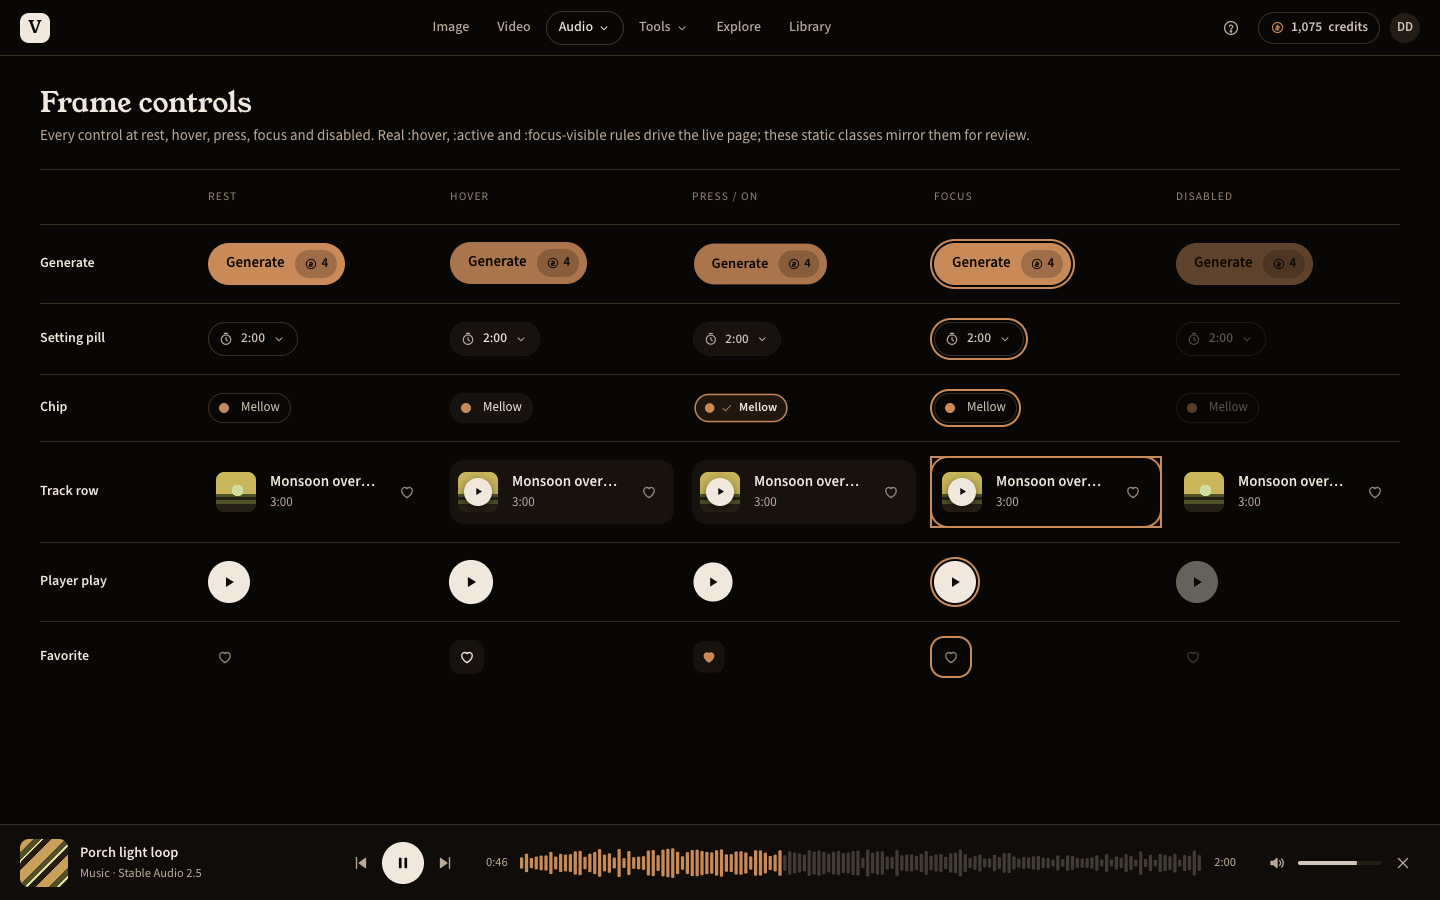 V
Image Video Audio Tools Explore Library
1,075 credits
DD
Frame controls
Every control at rest, hover, press, focus and disabled. Real :hover, :active and :focus-visible rules drive the live page; these static classes mirror them for review.
REST HOVER PRESS / ON FOCUS DISABLED
Generate Generate 4 Generate 4 Generate 4 Generate 4 Generate 4
Setting pill 2:00 2:00 2:00 2:00 2:00
Chip Mellow Mellow Mellow Mellow Mellow
Track row Monsoon over… Monsoon over… Monsoon over… Monsoon over… Monsoon over…
3:00 3:00 3:00 3:00 3:00
Player play
Favorite
Porch light loop
Music · Stable Audio 2.5
0:46 2:00